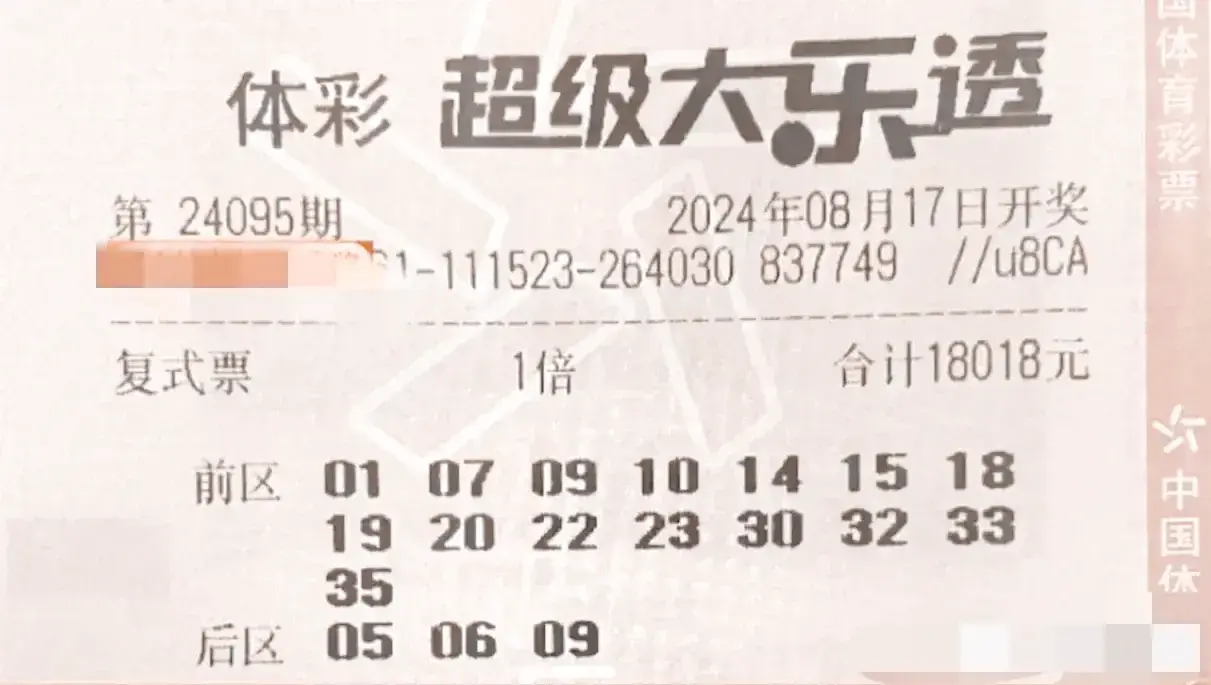 体彩 超级大乐透
第 24095期 2024年08月17日开奖
61-111523-264030 837749 //u8CA
复式票 1倍 合计18018元
前区 01 07 09 10 14 15 18
19 20 22 23 30 32 33
35
后区 05 06 09
国体育彩票
中国体